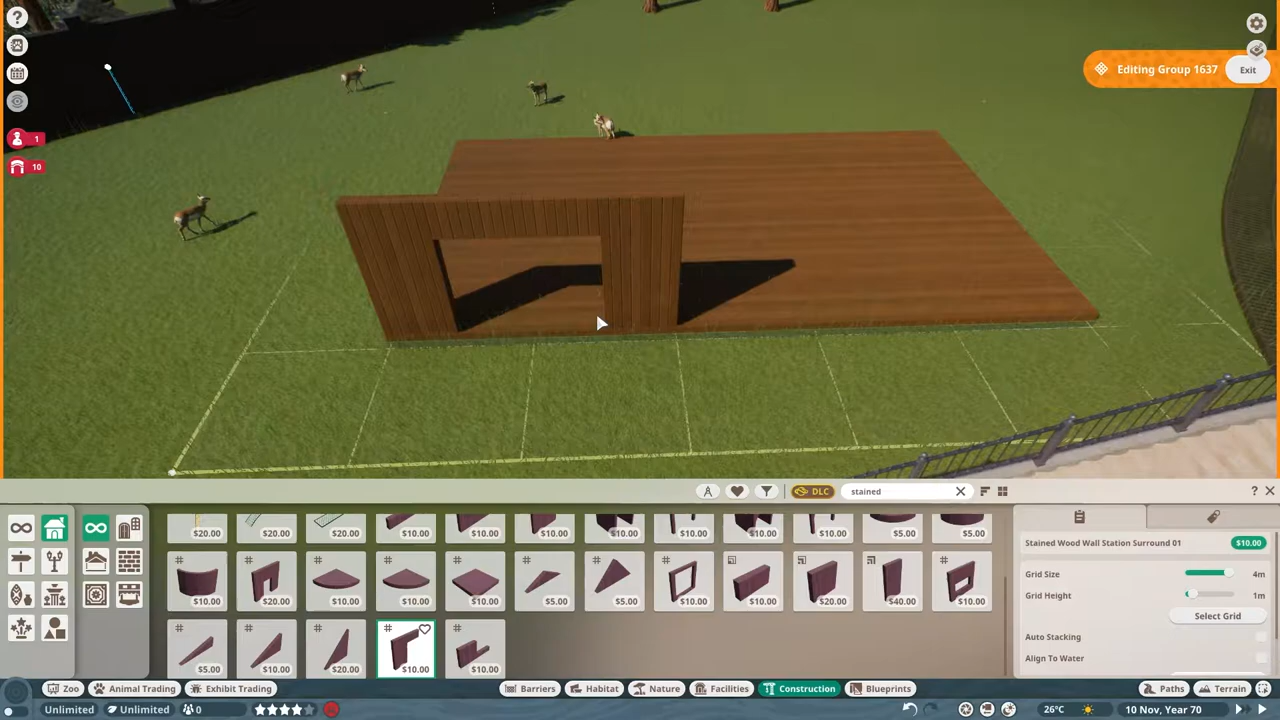 ?
Editing Group 1637
Exit
1
10
DLC
stained
?
$20.00
$20.00
$20.00
$10.00
$10.00
$10.00
$10.00
$10.00
$10.00
$10.00
$5.00
$5.00
$10.00
$20.00
$10.00
$10.00
$10.00
$5.00
$5.00
$10.00
$10.00
$20.00
$40.00
$10.00
$5.00
$10.00
$20.00
$10.00
$10.00
Stained Wood Wall Station Surround 01
$10.00
Grid Size
4m
Grid Height
1m
Select Grid
Auto Stacking
Align To Water
Zoo
Animal Trading
Exhibit Trading
Barriers
Habitat
Nature
Facilities
Construction
Blueprints
Paths
Terrain
Unlimited
Unlimited
0
26°C
10 Nov, Year 70